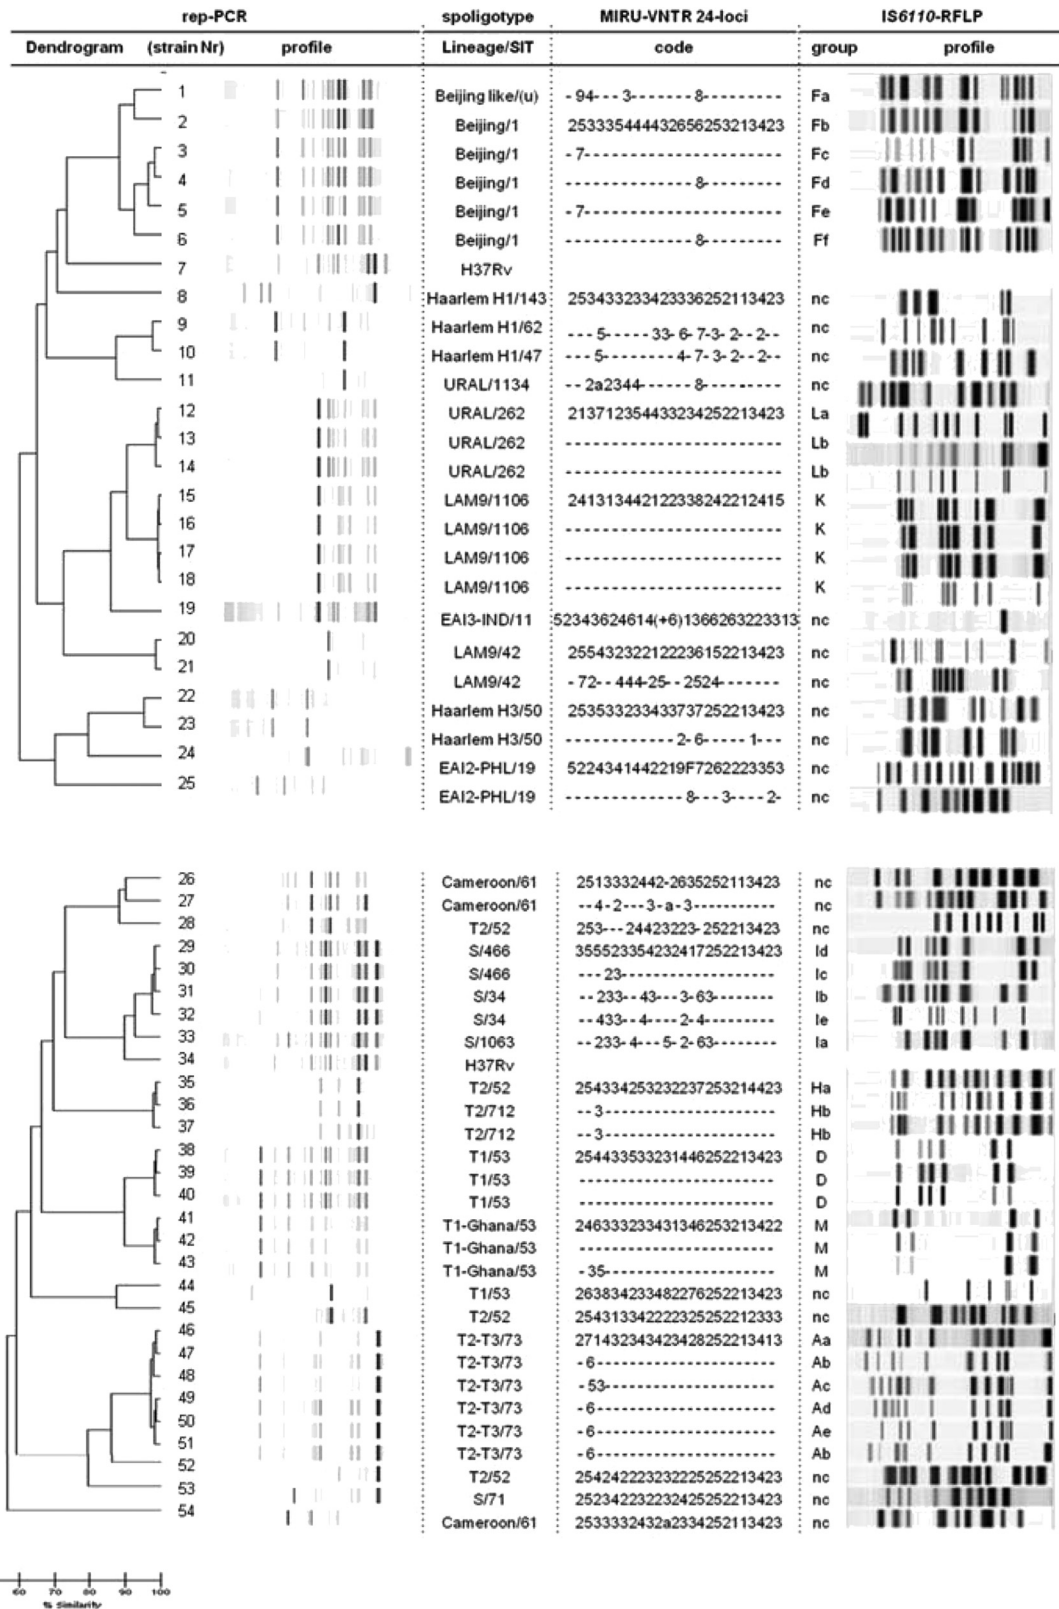 rep-PCR spoligotype MIRU-VNTR 24-loci IS6110-RFLP
Dendrogram (strain Nr) profile Lineage/SIT code group profile
1 Beijing like/(u) - 94- - - 3- - - - - - - -8- - - - - - - - - Fa
2 Beijing/1 253335444432656253213423 Fb
3 Beijing/1 - 7- - - - - - - - - - - - - - - - - - - - - - Fc
4 Beijing/1 - - - - - - - - - - - - - - -8- - - - - - - - - Fd
5 Beijing/1 - 7- - - - - - - - - - - - - - - - - - - - - - Fe
6 Beijing/1 - - - - - - - - - - - - - - -8- - - - - - - - - Ff
7 H37Rv
8 Haarlem H1/143 253433233423336252113423 nc
9 Haarlem H1/62 - - - 5- - - - - 33- 6- 7-3- 2- - 2- - nc
10 Haarlem H1/47 - - - 5- - - - - - - - 4- 7- 3- 2- - 2- - nc
11 URAL/1134 - - 2a2344- - - - - - 8- - - - - - - - - nc
12 URAL/262 213712354433234252213423 La
13 URAL/262 - - - - - - - - - - - - - - - - - - - - - - - - Lb
14 URAL/262 - - - - - - - - - - - - - - - - - - - - - - - - Lb
15 LAM9/1106 241313442122338242212415 K
16 LAM9/1106 - - - - - - - - - - - - - - - - - - - - - - - - K
17 LAM9/1106 - - - - - - - - - - - - - - - - - - - - - - - - K
18 LAM9/1106 - - - - - - - - - - - - - - - - - - - - - - - - K
19 EAI3-IND/11 52343624614(+6)1366263223313 nc
20 LAM9/42 255432322122236152213423 nc
21 LAM9/42 - 72- - 444-25- - 2524- - - - - - - nc
22 Haarlem H3/50 253533233433737252213423 nc
23 Haarlem H3/50 - - - - - - - - - - - - - 2- 6- - - - - 1- - - nc
24 EAI2-PHL/19 5224341442219F7262223353 nc
25 EAI2-PHL/19 - - - - - - - - - - - - - - 8- - - 3- - - - 2- nc
26 Cameroon/61 2513332442-2635252113423 nc
27 Cameroon/61 - -4 -2- - -3- a-3- - - - - - - - - - nc
28 T2/52 253- - - 24423223- 252213423 nc
29 S/466 355523354232417252213423 Id
30 S/466 - - - 23- - - - - - - - - - - - - - - - - - - Ic
31 S/34 - - 233- - 43- - -3-63- - - - - - - - - Ib
32 S/34 - - 433- - 4- - - -2-4- - - - - - - - - Ie
33 S/1063 - - 233- 4- - - 5-2-63- - - - - - - - - Ia
34 H37Rv
35 T2/52 254334253232237253214423 Ha
36 T2/712 - - 3- - - - - - - - - - - - - - - - - - - - - Hb
37 T2/712 - - 3- - - - - - - - - - - - - - - - - - - - - Hb
38 T1/53 254433533231446252213423 D
39 T1/53 - - - - - - - - - - - - - - - - - - - - - - - - D
40 T1/53 - - - - - - - - - - - - - - - - - - - - - - - - D
41 T1-Ghana/53 246333233431346253213422 M
42 T1-Ghana/53 - - - - - - - - - - - - - - - - - - - - - - - - M
43 T1-Ghana/53 - 35- - - - - - - - - - - - - - - - - - - - - M
44 T1/53 263834233482276252213423 nc
45 T2/52 254313342222325252212333 nc
46 T2-T3/73 271432343423428252213413 Aa
47 T2-T3/73 - 6- - - - - - - - - - - - - - - - - - - - - - Ab
48 T2-T3/73 - 53- - - - - - - - - - - - - - - - - - - - - Ac
49 T2-T3/73 - 6- - - - - - - - - - - - - - - - - - - - - - Ad
50 T2-T3/73 - 6- - - - - - - - - - - - - - - - - - - - - - Ae
51 T2-T3/73 - 6- - - - - - - - - - - - - - - - - - - - - - Ab
52 T2/52 254242223232225252213423 nc
53 S/71 252342232232425252213423 nc
54 Cameroon/61 2533332432a2334252113423 nc
60 70 80 90 100
% Similarity